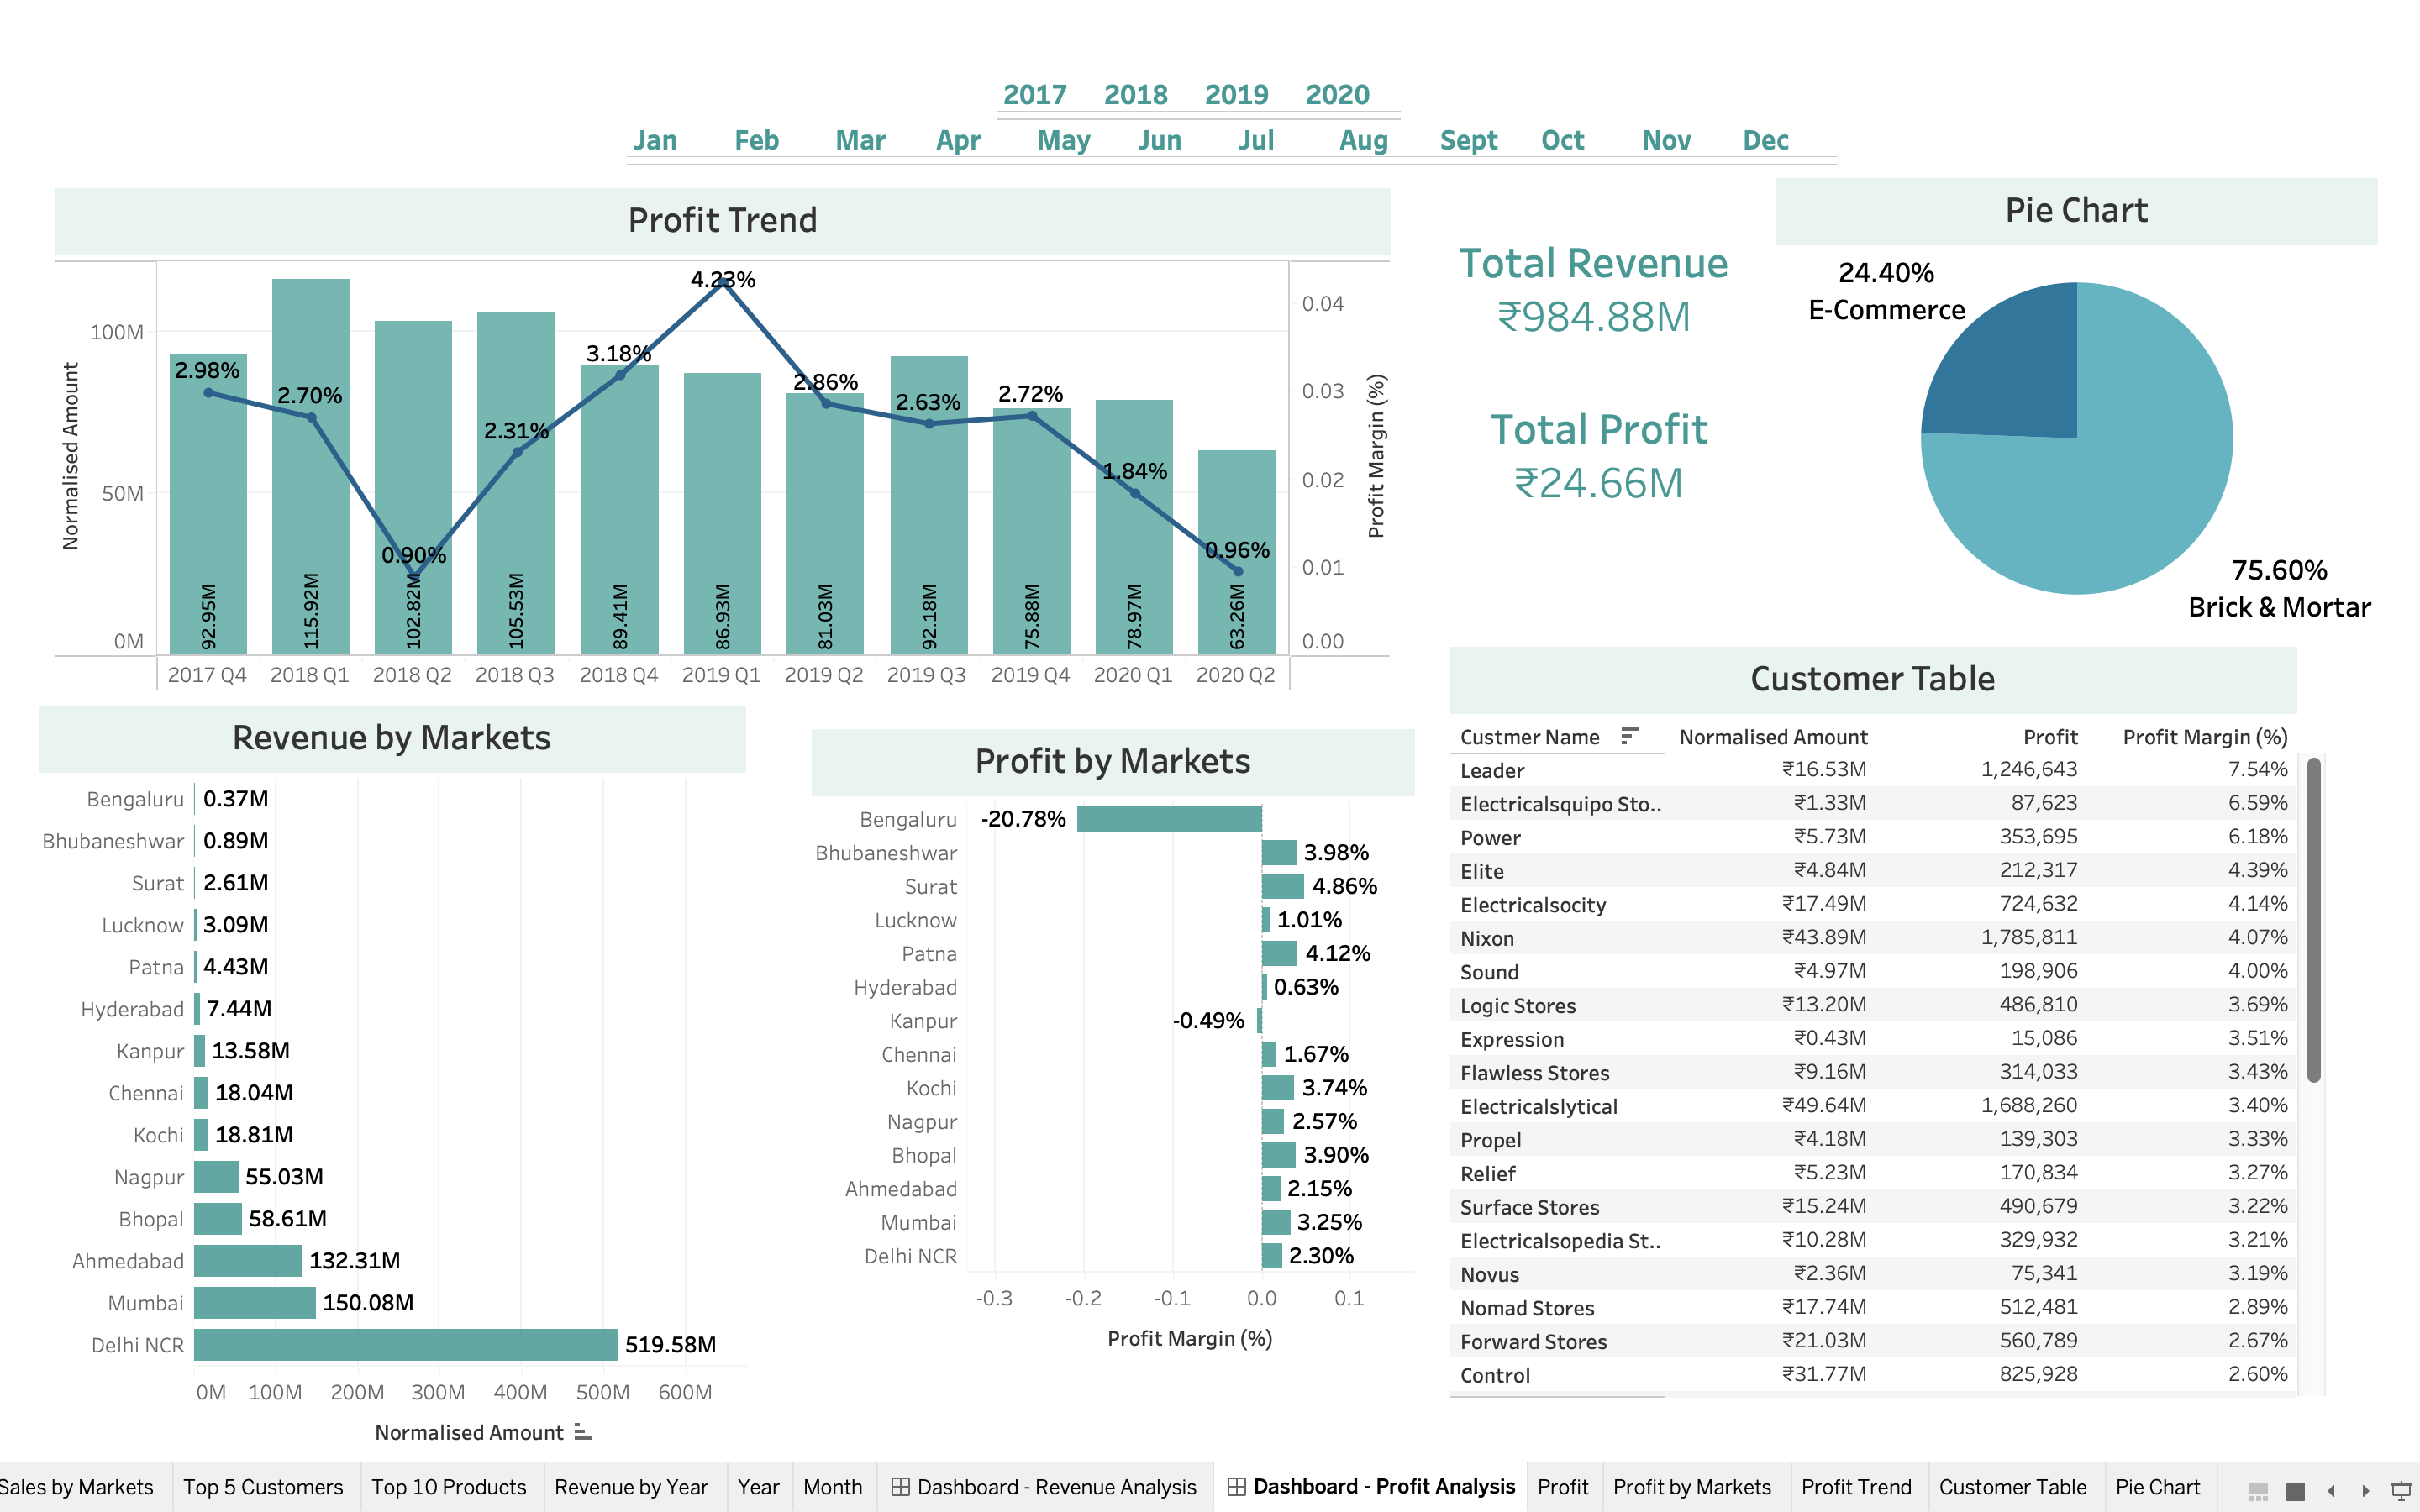 2017 2018 2019 2020
Jan Feb Mar Apr May Jun Jul Aug Sept Oct Nov Dec
Profit Trend
Normalised Amount
100M
50M
0M
2.98% 2.70% 0.90% 2.31% 3.18% 4.23% 2.86% 2.63% 2.72% 1.84% 0.96%
92.95M 115.92M 102.82M 105.53M 89.41M 86.93M 81.03M 92.18M 75.88M 78.97M 63.26M
2017 Q4 2018 Q1 2018 Q2 2018 Q3 2018 Q4 2019 Q1 2019 Q2 2019 Q3 2019 Q4 2020 Q1 2020 Q2
0.04
0.03
0.02
0.01
0.00
Profit Margin (%)
Total Revenue
₹984.88M
Total Profit
₹24.66M
Pie Chart
24.40%
E-Commerce
75.60%
Brick & Mortar
Revenue by Markets
Bengaluru 0.37M
Bhubaneshwar 0.89M
Surat 2.61M
Lucknow 3.09M
Patna 4.43M
Hyderabad 7.44M
Kanpur 13.58M
Chennai 18.04M
Kochi 18.81M
Nagpur 55.03M
Bhopal 58.61M
Ahmedabad 132.31M
Mumbai 150.08M
Delhi NCR 519.58M
0M 100M 200M 300M 400M 500M 600M
Normalised Amount
Profit by Markets
Bengaluru -20.78%
Bhubaneshwar 3.98%
Surat 4.86%
Lucknow 1.01%
Patna 4.12%
Hyderabad 0.63%
Kanpur -0.49%
Chennai 1.67%
Kochi 3.74%
Nagpur 2.57%
Bhopal 3.90%
Ahmedabad 2.15%
Mumbai 3.25%
Delhi NCR 2.30%
-0.3 -0.2 -0.1 0.0 0.1
Profit Margin (%)
Customer Table
Custmer Name Normalised Amount Profit Profit Margin (%)
Leader ₹16.53M 1,246,643 7.54%
Electricalsquipo Sto.. ₹1.33M 87,623 6.59%
Power ₹5.73M 353,695 6.18%
Elite ₹4.84M 212,317 4.39%
Electricalsocity ₹17.49M 724,632 4.14%
Nixon ₹43.89M 1,785,811 4.07%
Sound ₹4.97M 198,906 4.00%
Logic Stores ₹13.20M 486,810 3.69%
Expression ₹0.43M 15,086 3.51%
Flawless Stores ₹9.16M 314,033 3.43%
Electricalslytical ₹49.64M 1,688,260 3.40%
Propel ₹4.18M 139,303 3.33%
Relief ₹5.23M 170,834 3.27%
Surface Stores ₹15.24M 490,679 3.22%
Electricalsopedia St.. ₹10.28M 329,932 3.21%
Novus ₹2.36M 75,341 3.19%
Nomad Stores ₹17.74M 512,481 2.89%
Forward Stores ₹21.03M 560,789 2.67%
Control ₹31.77M 825,928 2.60%
Sales by Markets Top 5 Customers Top 10 Products Revenue by Year Year Month Dashboard - Revenue Analysis Dashboard - Profit Analysis Profit Profit by Markets Profit Trend Customer Table Pie Chart